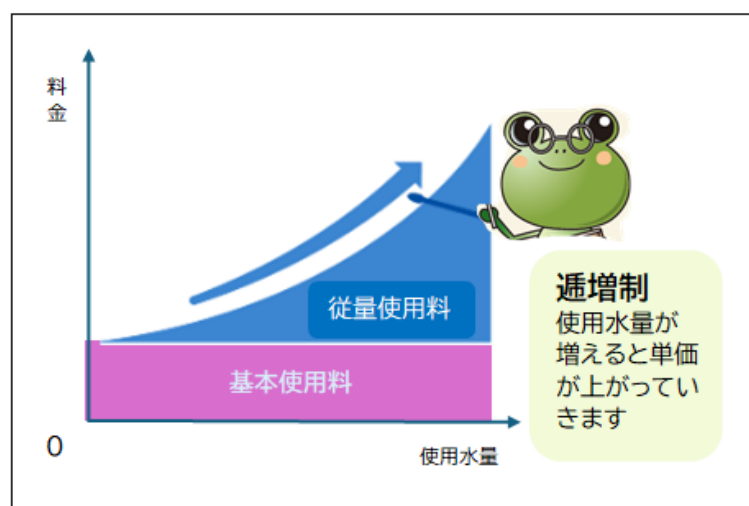 料金
従量使用料
基本使用料
0
使用水量
逓増制
使用水量が
増えると単価
が上がってい
きます